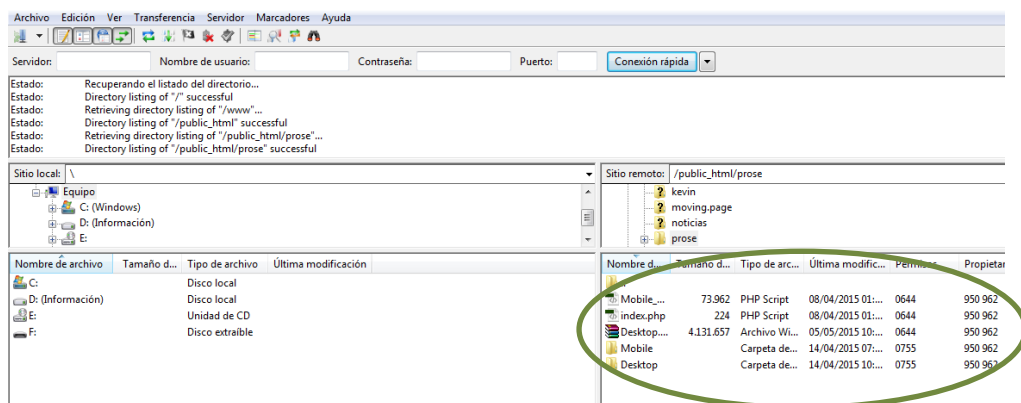 Archivo Edición Ver Transferencia Servidor Marcadores Ayuda
Servidor: Nombre de usuario: Contraseña: Puerto: Conexión rápida
Estado: Recuperando el listado del directorio...
Estado: Directory listing of "/" successful
Estado: Retrieving directory listing of "/www"...
Estado: Directory listing of "/public_html" successful
Estado: Retrieving directory listing of "/public_html/prose"...
Estado: Directory listing of "/public_html/prose" successful
Sitio local: \
Equipo
C: (Windows)
D: (Información)
E:
Sitio remoto: /public_html/prose
kevin
moving.page
noticias
prose
Nombre de archivo Tamaño d... Tipo de archivo Última modificación
C: Disco local
D: (Información) Disco local
E: Unidad de CD
F: Disco extraíble
Nombre d... Tamaño d... Tipo de arc... Última modific... Permisos Propietar
Mobile_... 73.962 PHP Script 08/04/2015 01:... 0644 950 962
index.php 224 PHP Script 08/04/2015 01:... 0644 950 962
Desktop.... 4.131.657 Archivo Wi... 05/05/2015 10:... 0644 950 962
Mobile Carpeta de... 14/04/2015 07:... 0755 950 962
Desktop Carpeta de... 14/04/2015 10:... 0755 950 962